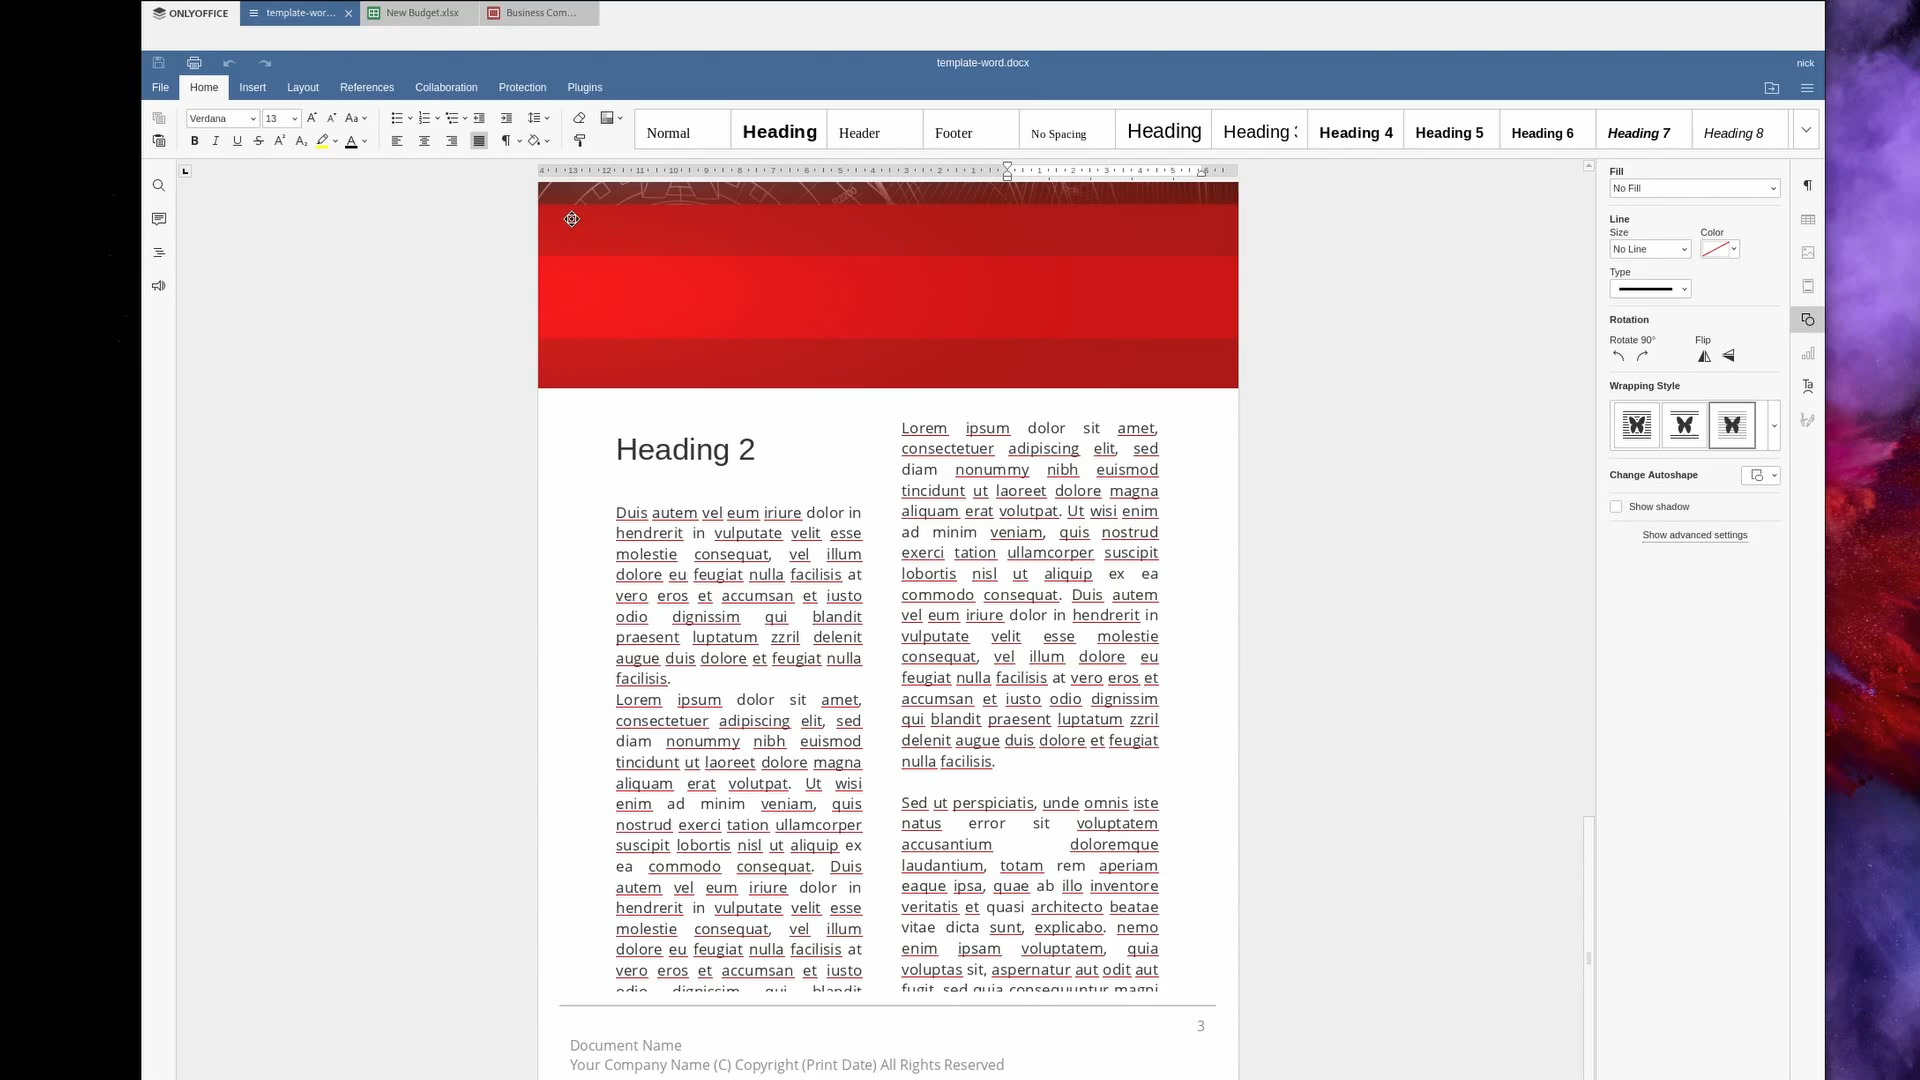 ONLYOFFICE
template-wor...
New Budget.xlsx
Business Com...
template-word.docx
nick
File
Home
Insert
Layout
References
Collaboration
Protection
Plugins
Verdana
13
Normal
Heading
Header
Footer
No Spacing
Heading
Heading 3
Heading 4
Heading 5
Heading 6
Heading 7
Heading 8
Heading 2
Duis autem vel eum iriure dolor in
hendrerit in vulputate velit esse
molestie consequat, vel illum
dolore eu feugiat nulla facilisis at
vero eros et accumsan et iusto
odio dignissim qui blandit
praesent luptatum zzril delenit
augue duis dolore et feugiat nulla
facilisis.
Lorem ipsum dolor sit amet,
consectetuer adipiscing elit, sed
diam nonummy nibh euismod
tincidunt ut laoreet dolore magna
aliquam erat volutpat. Ut wisi
enim ad minim veniam, quis
nostrud exerci tation ullamcorper
suscipit lobortis nisl ut aliquip ex
ea commodo consequat. Duis
autem vel eum iriure dolor in
hendrerit in vulputate velit esse
molestie consequat, vel illum
dolore eu feugiat nulla facilisis at
vero eros et accumsan et iusto
odio dignissim qui blandit
Lorem ipsum dolor sit amet,
consectetuer adipiscing elit, sed
diam nonummy nibh euismod
tincidunt ut laoreet dolore magna
aliquam erat volutpat. Ut wisi enim
ad minim veniam, quis nostrud
exerci tation ullamcorper suscipit
lobortis nisl ut aliquip ex ea
commodo consequat. Duis autem
vel eum iriure dolor in hendrerit in
vulputate velit esse molestie
consequat, vel illum dolore eu
feugiat nulla facilisis at vero eros et
accumsan et iusto odio dignissim
qui blandit praesent luptatum zzril
delenit augue duis dolore et feugiat
nulla facilisis.
Sed ut perspiciatis, unde omnis iste
natus error sit voluptatem
accusantium doloremque
laudantium, totam rem aperiam
eaque ipsa, quae ab illo inventore
veritatis et quasi architecto beatae
vitae dicta sunt, explicabo. nemo
enim ipsam voluptatem, quia
voluptas sit, aspernatur aut odit aut
fugit, sed quia consequuntur magni
3
Document Name
Your Company Name (C) Copyright (Print Date) All Rights Reserved
Fill
No Fill
Line
Size
Color
No Line
Type
Rotation
Rotate 90°
Flip
Wrapping Style
Change Autoshape
Show shadow
Show advanced settings